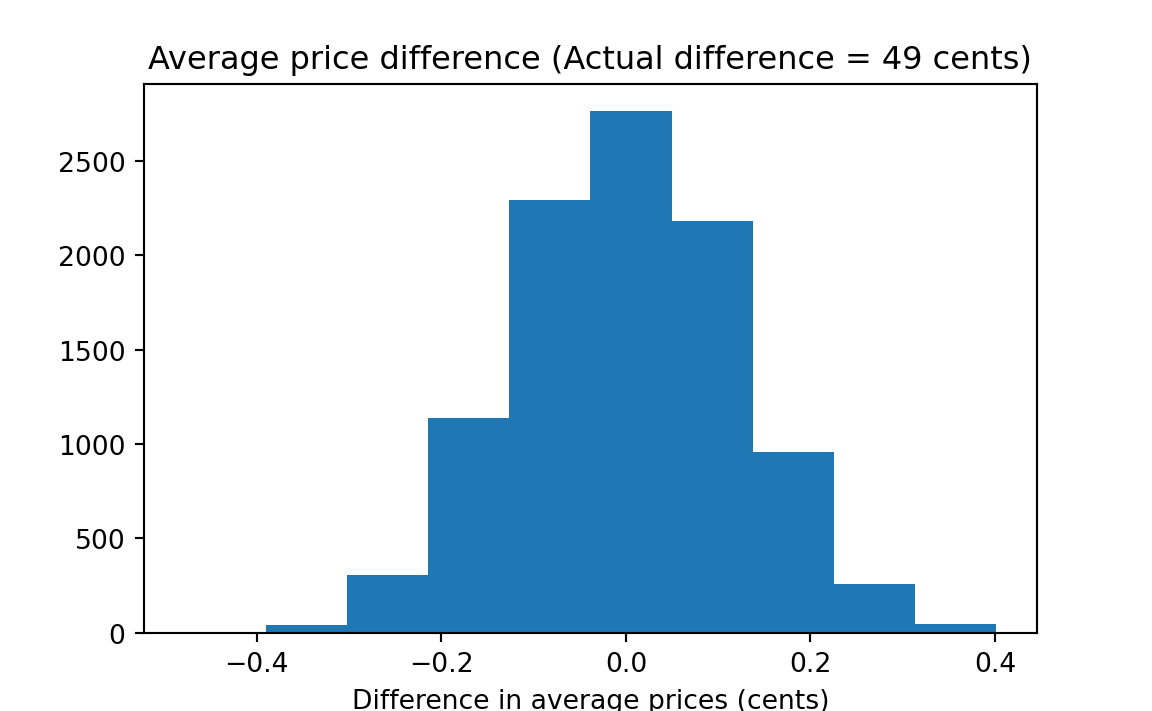 Average price difference (Actual difference = 49 cents)
2500
2000
1500
1000
500
0
−0.4 −0.2 0.0 0.2 0.4
Difference in average prices (cents)